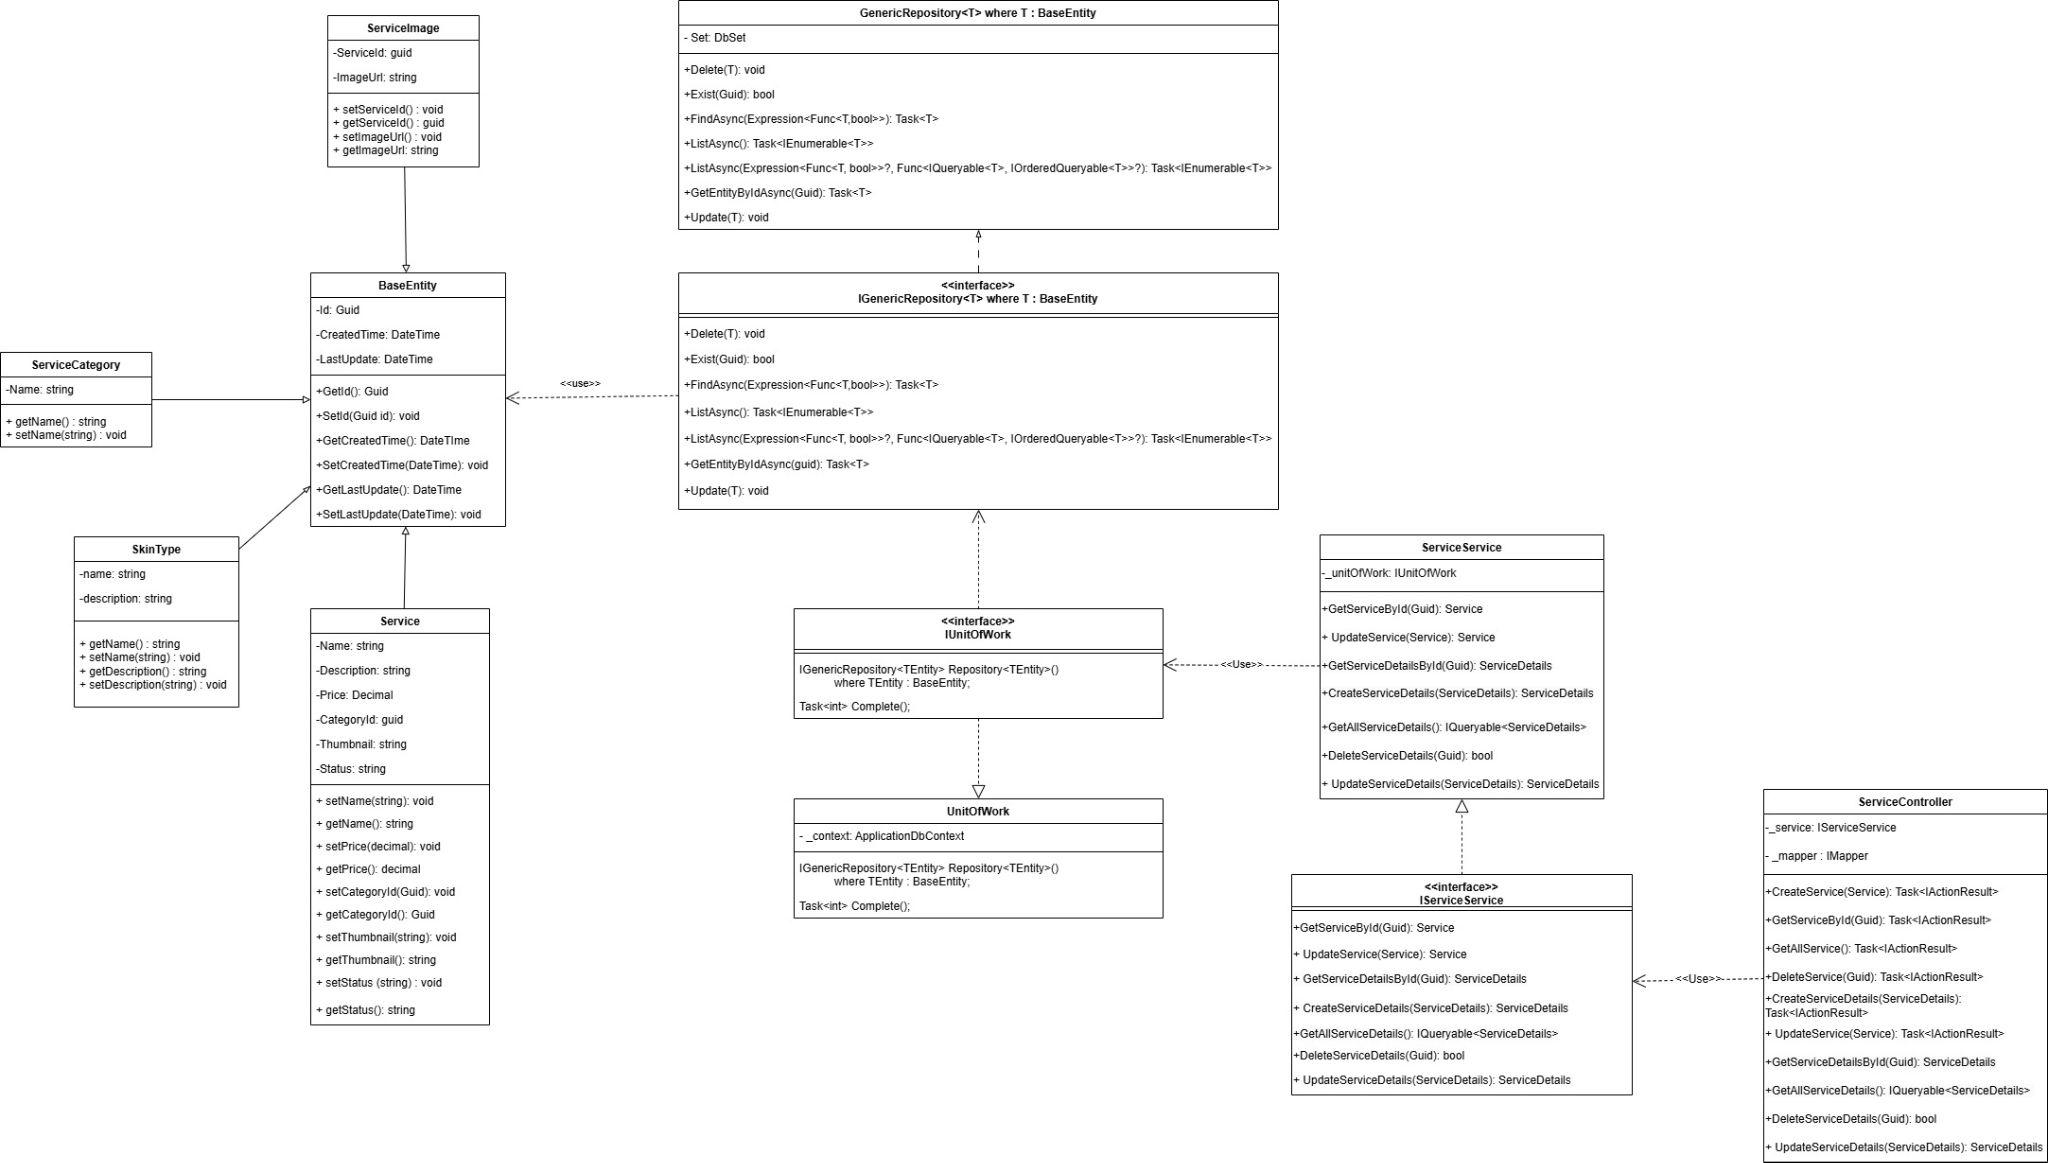 ServiceImage
-ServiceId: guid
-ImageUrl: string
+ setServiceId() : void
+ getServiceId() : guid
+ setImageUrl() : void
+ getImageUrl: string
GenericRepository<T> where T : BaseEntity
- Set: DbSet
+Delete(T): void
+Exist(Guid): bool
+FindAsync(Expression<Func<T,bool>>): Task<T>
+ListAsync(): Task<IEnumerable<T>>
+ListAsync(Expression<Func<T, bool>>?, Func<IQueryable<T>, IOrderedQueryable<T>>?): Task<IEnumerable<T>>
+GetEntityByIdAsync(Guid): Task<T>
+Update(T): void
BaseEntity
-Id: Guid
-CreatedTime: DateTime
-LastUpdate: DateTime
+GetId(): Guid
+SetId(Guid id): void
+GetCreatedTime(): DateTIme
+SetCreatedTime(DateTime): void
+GetLastUpdate(): DateTime
+SetLastUpdate(DateTime): void
<<use>>
<<interface>>
IGenericRepository<T> where T : BaseEntity
+Delete(T): void
+Exist(Guid): bool
+FindAsync(Expression<Func<T,bool>>): Task<T>
+ListAsync(): Task<IEnumerable<T>>
+ListAsync(Expression<Func<T, bool>>?, Func<IQueryable<T>, IOrderedQueryable<T>>?): Task<IEnumerable<T>>
+GetEntityByIdAsync(guid): Task<T>
+Update(T): void
ServiceCategory
-Name: string
+ getName() : string
+ setName(string) : void
SkinType
-name: string
-description: string
+ getName() : string
+ setName(string) : void
+ getDescription() : string
+ setDescription(string) : void
Service
-Name: string
-Description: string
-Price: Decimal
-CategoryId: guid
-Thumbnail: string
-Status: string
+ setName(string): void
+ getName(): string
+ setPrice(decimal): void
+ getPrice(): decimal
+ setCategoryId(Guid): void
+ getCategoryId(): Guid
+ setThumbnail(string): void
+ getThumbnail(): string
+ setStatus (string) : void
+ getStatus(): string
<<interface>>
IUnitOfWork
IGenericRepository<TEntity> Repository<TEntity>()
where TEntity : BaseEntity;
Task<int> Complete();
<<Use>>
UnitOfWork
- _context: ApplicationDbContext
IGenericRepository<TEntity> Repository<TEntity>()
where TEntity : BaseEntity;
Task<int> Complete();
ServiceService
-_unitOfWork: IUnitOfWork
+GetServiceById(Guid): Service
+ UpdateService(Service): Service
+GetServiceDetailsById(Guid): ServiceDetails
+CreateServiceDetails(ServiceDetails): ServiceDetails
+GetAllServiceDetails(): IQueryable<ServiceDetails>
+DeleteServiceDetails(Guid): bool
+ UpdateServiceDetails(ServiceDetails): ServiceDetails
<<interface>>
IServiceService
+GetServiceById(Guid): Service
+ UpdateService(Service): Service
+ GetServiceDetailsById(Guid): ServiceDetails
+ CreateServiceDetails(ServiceDetails): ServiceDetails
+GetAllServiceDetails(): IQueryable<ServiceDetails>
+DeleteServiceDetails(Guid): bool
+ UpdateServiceDetails(ServiceDetails): ServiceDetails
<<Use>>
ServiceController
-_service: IServiceService
- _mapper : IMapper
+CreateService(Service): Task<IActionResult>
+GetServiceById(Guid): Task<IActionResult>
+GetAllService(): Task<IActionResult>
+DeleteService(Guid): Task<IActionResult>
+CreateServiceDetails(ServiceDetails):
Task<IActionResult>
+ UpdateService(Service): Task<IActionResult>
+GetServiceDetailsById(Guid): ServiceDetails
+GetAllServiceDetails(): IQueryable<ServiceDetails>
+DeleteServiceDetails(Guid): bool
+ UpdateServiceDetails(ServiceDetails): ServiceDetails